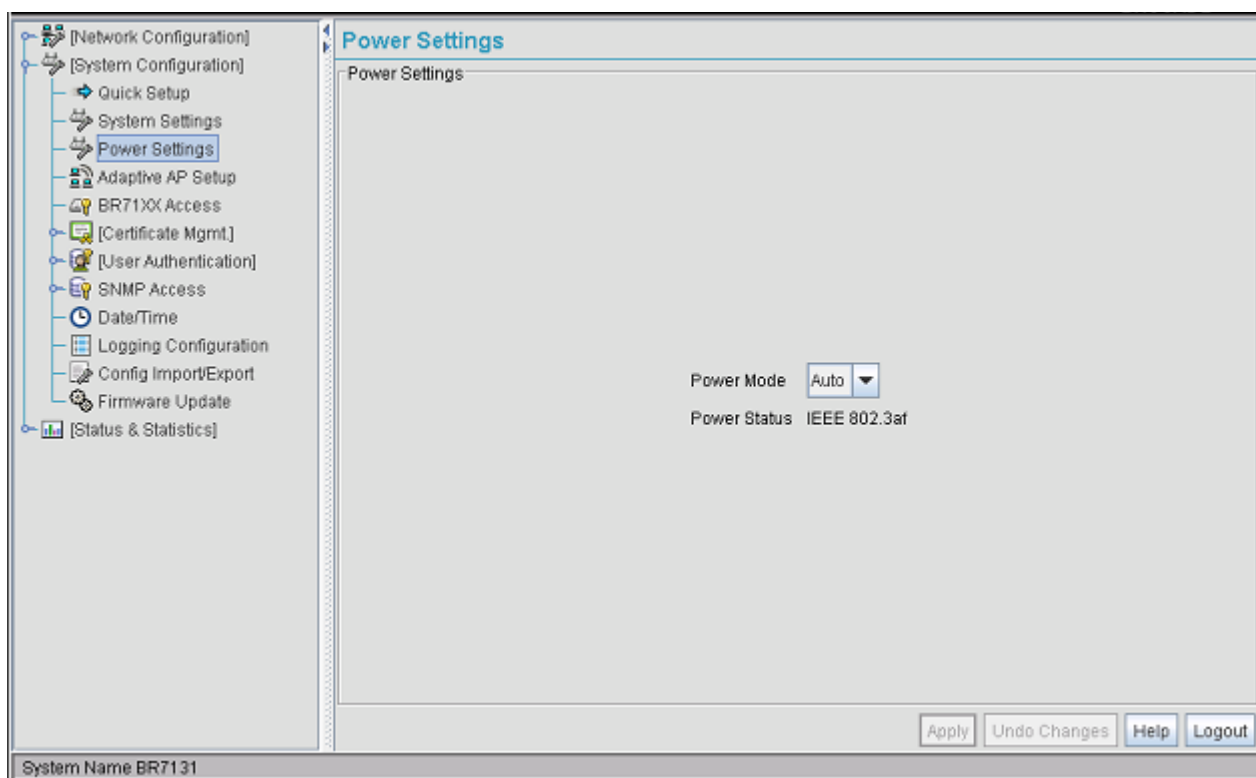 [Network Configuration]
[System Configuration]
Quick Setup
System Settings
Power Settings
Adaptive AP Setup
BR71XX Access
[Certificate Mgmt.]
[User Authentication]
SNMP Access
Date/Time
Logging Configuration
Config Import/Export
Firmware Update
[Status & Statistics]
Power Settings
Power Settings
Power Mode Auto
Power Status IEEE 802.3af
Apply Undo Changes Help Logout
System Name BR7131